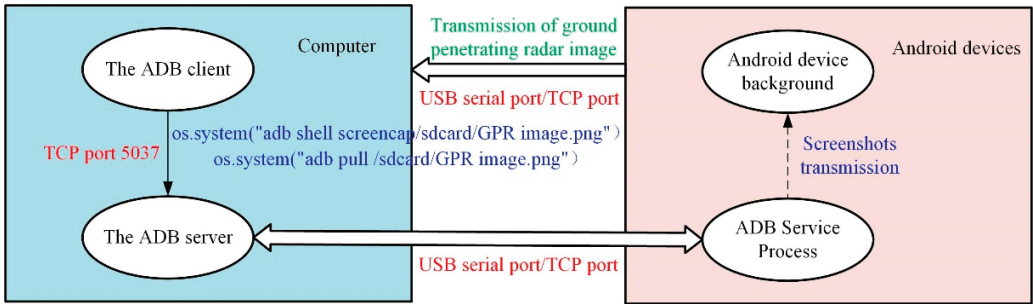 Computer
The ADB client
TCP port 5037
The ADB server
Transmission of ground
penetrating radar image
USB serial port/TCP port
os.system("adb shell screencap/sdcard/GPR image.png")
os.system("adb pull /sdcard/GPR image.png")
USB serial port/TCP port
Android devices
Android device
background
Screenshots
transmission
ADB Service
Process